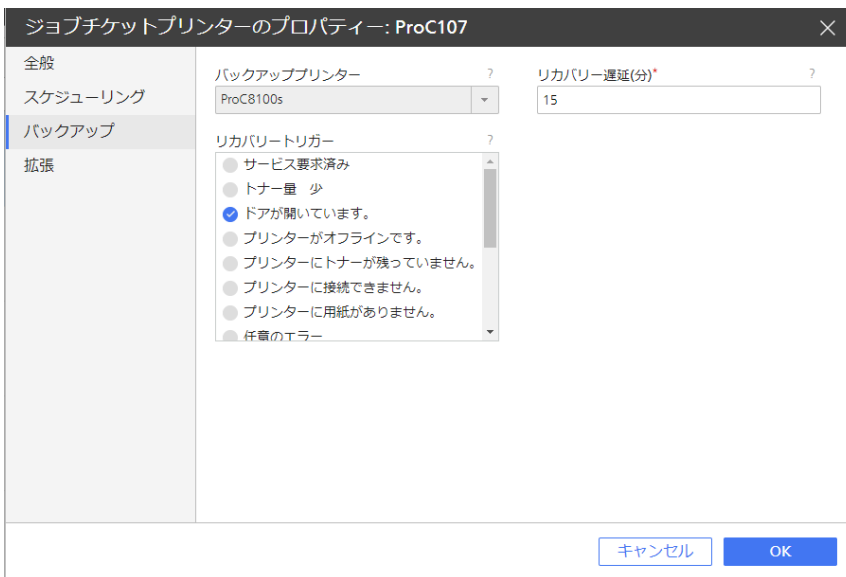 ジョブチケットプリンターのプロパティー: ProC107
全般
スケジューリング
バックアップ
拡張
バックアッププリンター ?
ProC8100s
リカバリー遅延(分)* ?
15
リカバリートリガー ?
サービス要求済み
トナー量 少
ドアが開いています。
プリンターがオフラインです。
プリンターにトナーが残っていません。
プリンターに接続できません。
プリンターに用紙がありません。
任意のエラー
キャンセル
OK